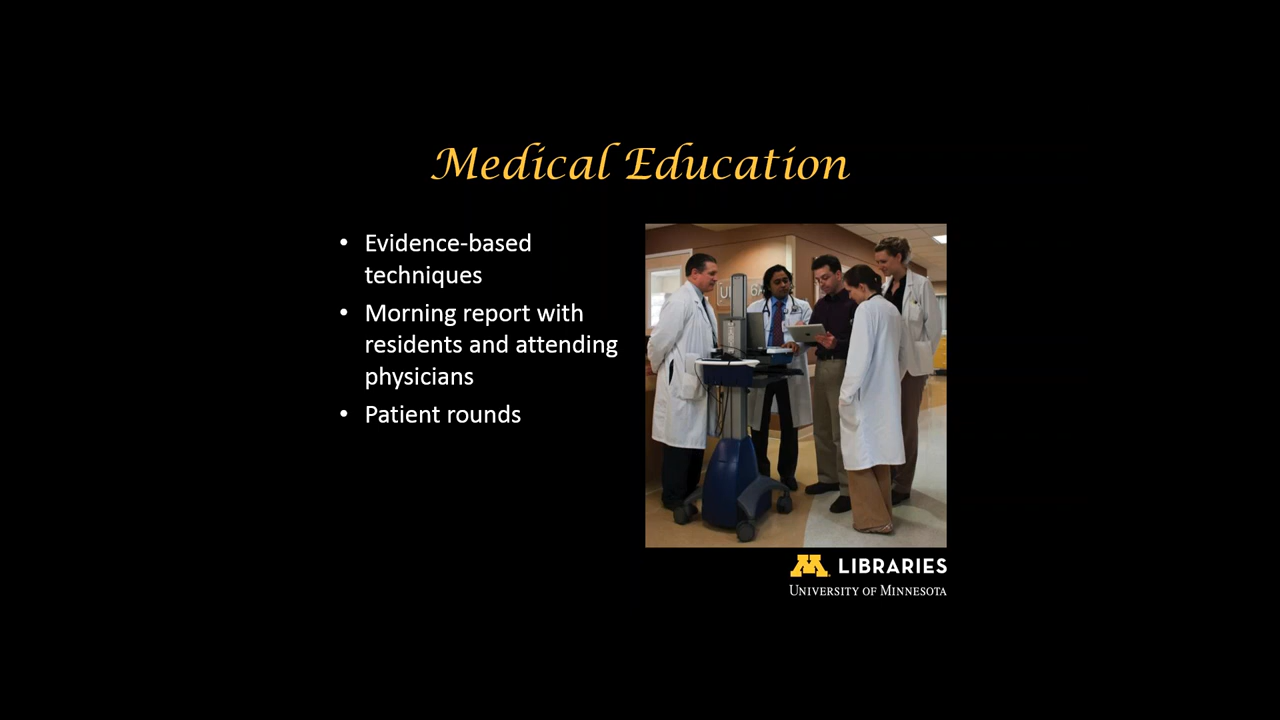 Medical Education
• Evidence-based
techniques
• Morning report with
residents and attending
physicians
• Patient rounds
M LIBRARIES
UNIVERSITY OF MINNESOTA